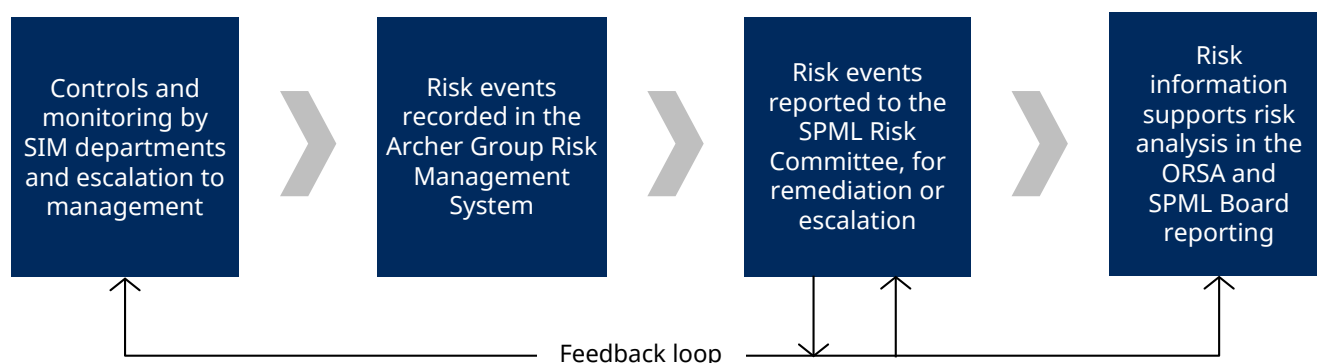 Controls and
monitoring by
SIM departments
and escalation to
management
Risk events
recorded in the
Archer Group Risk
Management
System
Risk events
reported to the
SPML Risk
Committee, for
remediation or
escalation
Risk
information
supports risk
analysis in the
ORSA and
SPML Board
reporting
Feedback loop